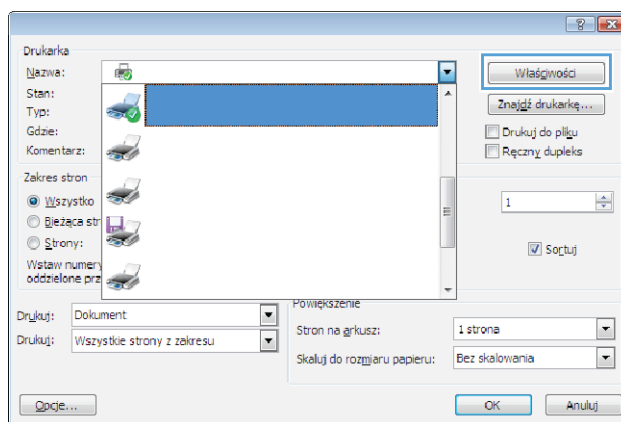 Drukarka
Nazwa:
Właściwości
Stan:
Znajdź drukarkę...
Typ:
Gdzie:
Drukuj do pliku
Komentarz:
Ręczny dupleks
Zakres stron
Wszystko
1
Bieżąca str
Strony:
Sortuj
Wstaw numery
oddzielone prz
Powiększenie
Drukuj: Dokument
Stron na arkusz: 1 strona
Drukuj: Wszystkie strony z zakresu
Skaluj do rozmiaru papieru: Bez skalowania
Opcje...
OK
Anuluj